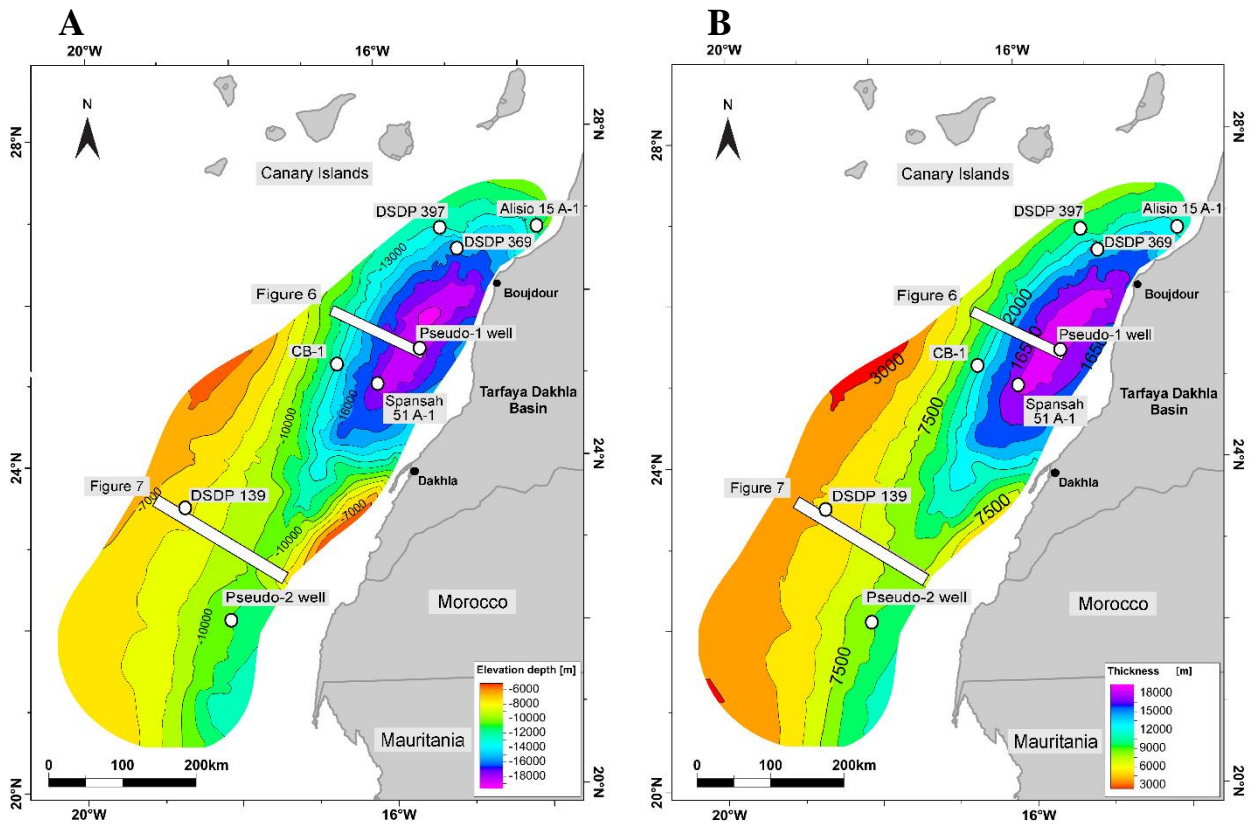 A
20°W
16°W
N
28°N
28°N
Canary Islands
DSDP 397
Alisio 15 A-1
DSDP 369
-13000
Boujdour
Figure 6
Pseudo-1 well
CB-1
Spansah
51 A-1
Tarfaya Dakhla
Basin
-16000
-10000
24°N
24°N
Dakhla
Figure 7
DSDP 139
-7000
-7000
-10000
Pseudo-2 well
-10000
Morocco
Mauritania
Elevation depth [m]
-6000
-8000
-10000
-12000
-14000
-16000
-18000
0 100 200km
20°N
20°N
20°W
16°W
B
20°W
16°W
N
28°N
28°N
Canary Islands
DSDP 397
Alisio 15 A-1
DSDP 369
Boujdour
Figure 6
2000
Pseudo-1 well
CB-1
16500
1650
3000
Spansah
51 A-1
Tarfaya Dakhla
Basin
7500
24°N
24°N
Dakhla
Figure 7
DSDP 139
7500
Pseudo-2 well
7500
Morocco
Mauritania
Thickness [m]
18000
15000
12000
9000
6000
3000
0 100 200km
20°N
20°N
20°W
16°W